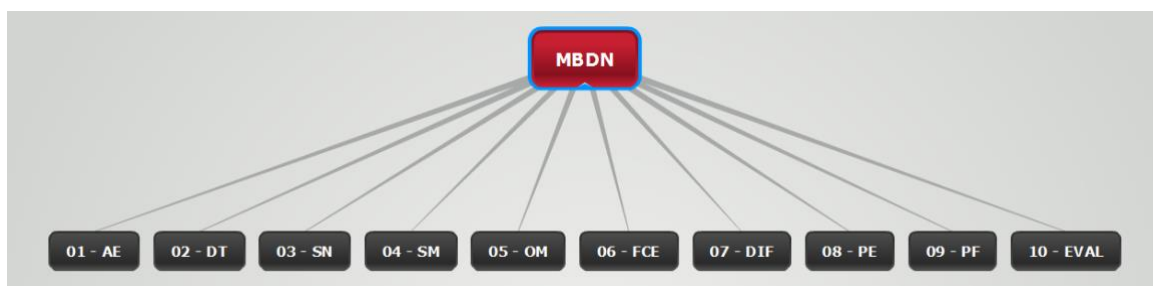 MBDN
01 - AE
02 - DT
03 - SN
04 - SM
05 - OM
06 - FCE
07 - DIF
08 - PE
09 - PF
10 - EVAL